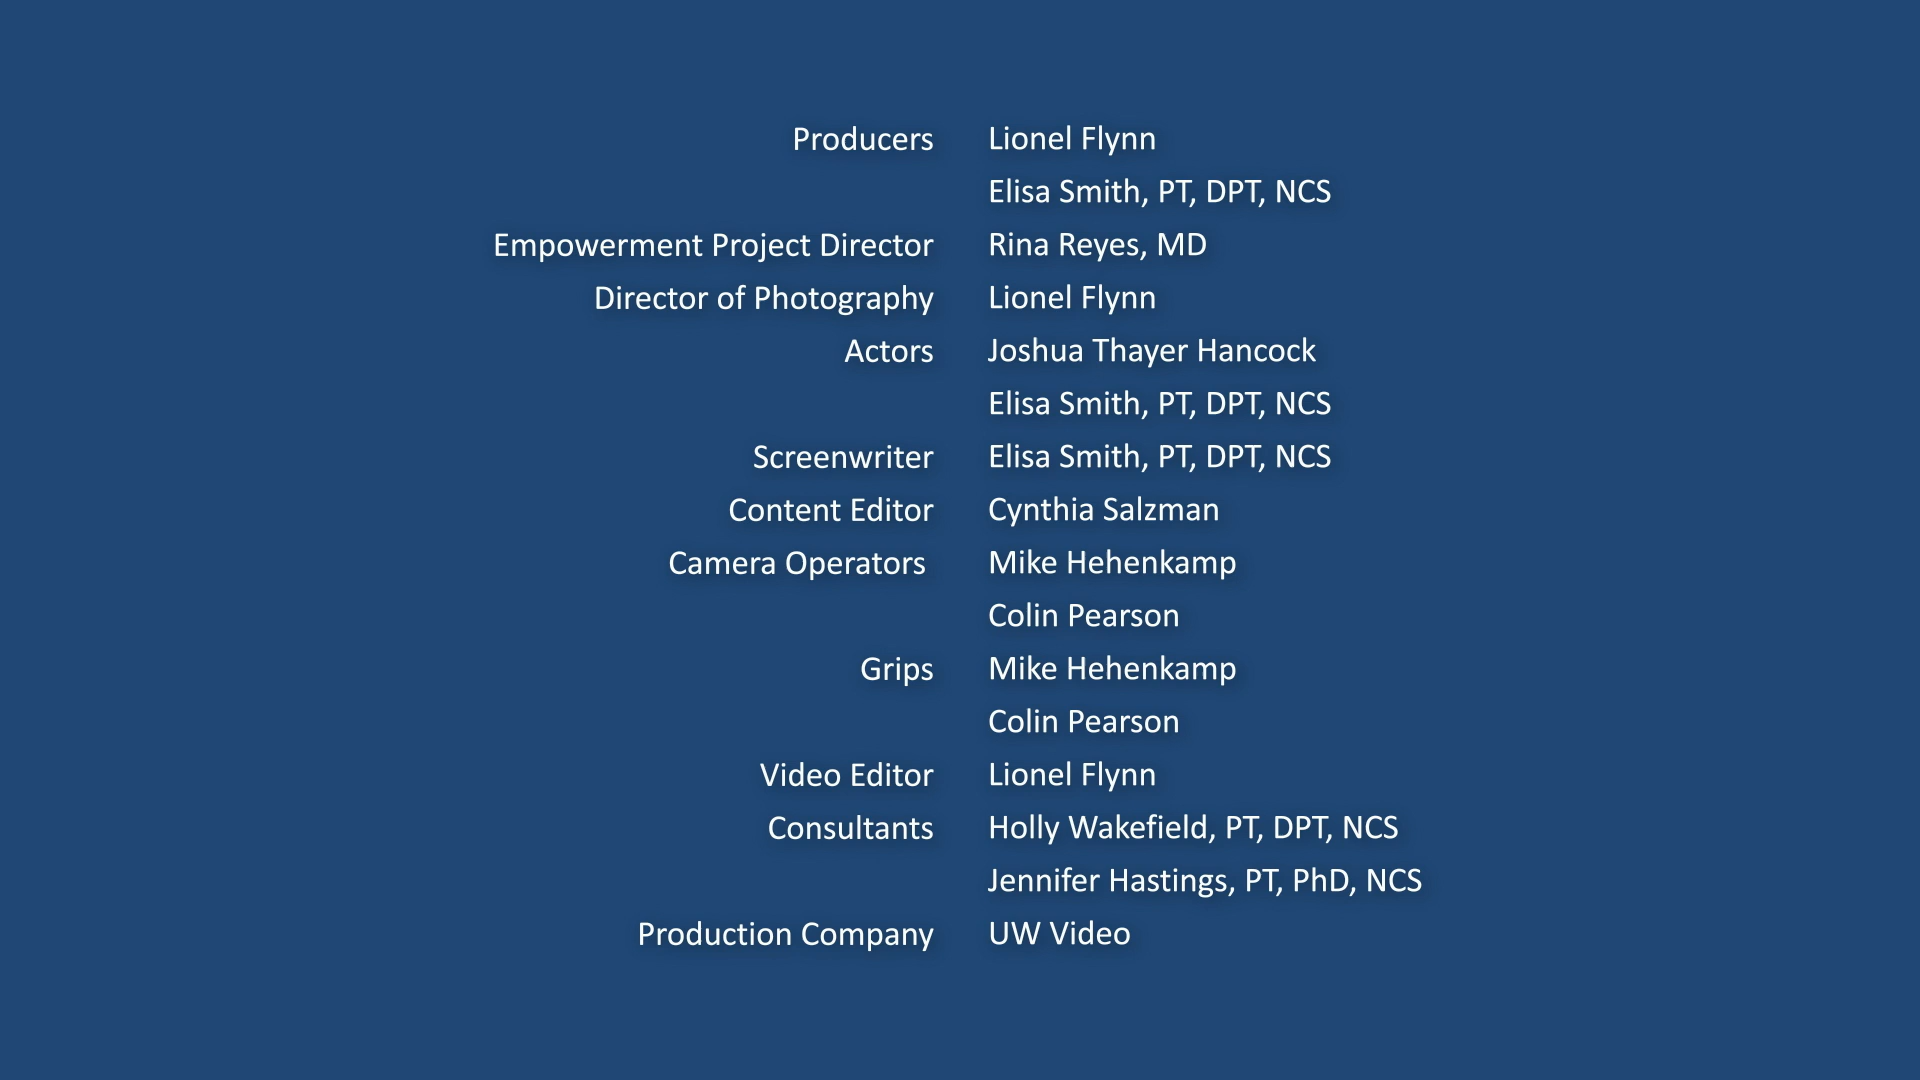 Producers Lionel Flynn
Elisa Smith, PT, DPT, NCS
Empowerment Project Director Rina Reyes, MD
Director of Photography Lionel Flynn
Actors Joshua Thayer Hancock
Elisa Smith, PT, DPT, NCS
Screenwriter Elisa Smith, PT, DPT, NCS
Content Editor Cynthia Salzman
Camera Operators Mike Hehenkamp
Colin Pearson
Grips Mike Hehenkamp
Colin Pearson
Video Editor Lionel Flynn
Consultants Holly Wakefield, PT, DPT, NCS
Jennifer Hastings, PT, PhD, NCS
Production Company UW Video